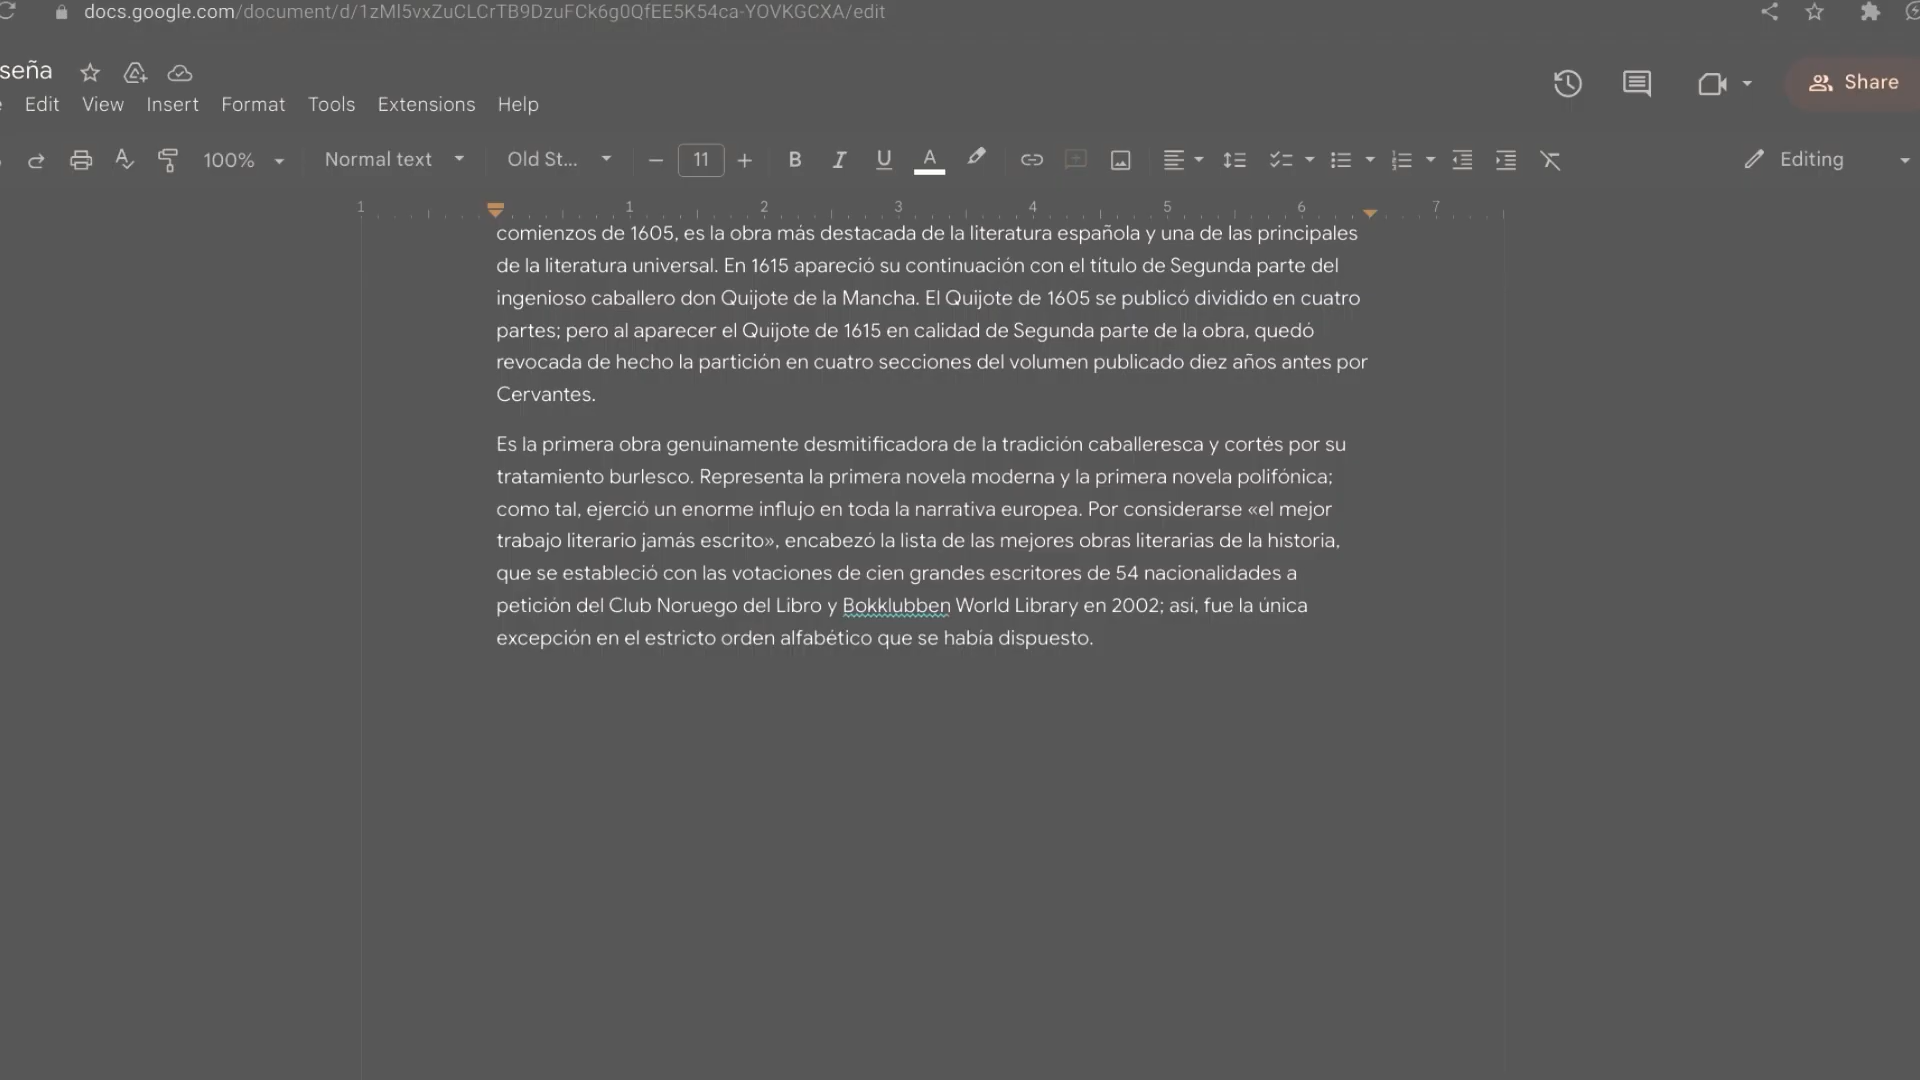 docs.google.com/document/d/1zMl5vxZuCLCrTB9DzuFCk6g0QfEE5K54ca-YOVKGCXA/edit
seña
Edit View Insert Format Tools Extensions Help
Share
100% Normal text Old St... 11 Editing
1 1 2 3 4 5 6 7
comienzos de 1605, es la obra más destacada de la literatura española y una de las principales
de la literatura universal. En 1615 apareció su continuación con el título de Segunda parte del
ingenioso caballero don Quijote de la Mancha. El Quijote de 1605 se publicó dividido en cuatro
partes; pero al aparecer el Quijote de 1615 en calidad de Segunda parte de la obra, quedó
revocada de hecho la partición en cuatro secciones del volumen publicado diez años antes por
Cervantes.
Es la primera obra genuinamente desmitificadora de la tradición caballeresca y cortés por su
tratamiento burlesco. Representa la primera novela moderna y la primera novela polifónica;
como tal, ejerció un enorme influjo en toda la narrativa europea. Por considerarse «el mejor
trabajo literario jamás escrito», encabezó la lista de las mejores obras literarias de la historia,
que se estableció con las votaciones de cien grandes escritores de 54 nacionalidades a
petición del Club Noruego del Libro y Bokklubben World Library en 2002; así, fue la única
excepción en el estricto orden alfabético que se había dispuesto.